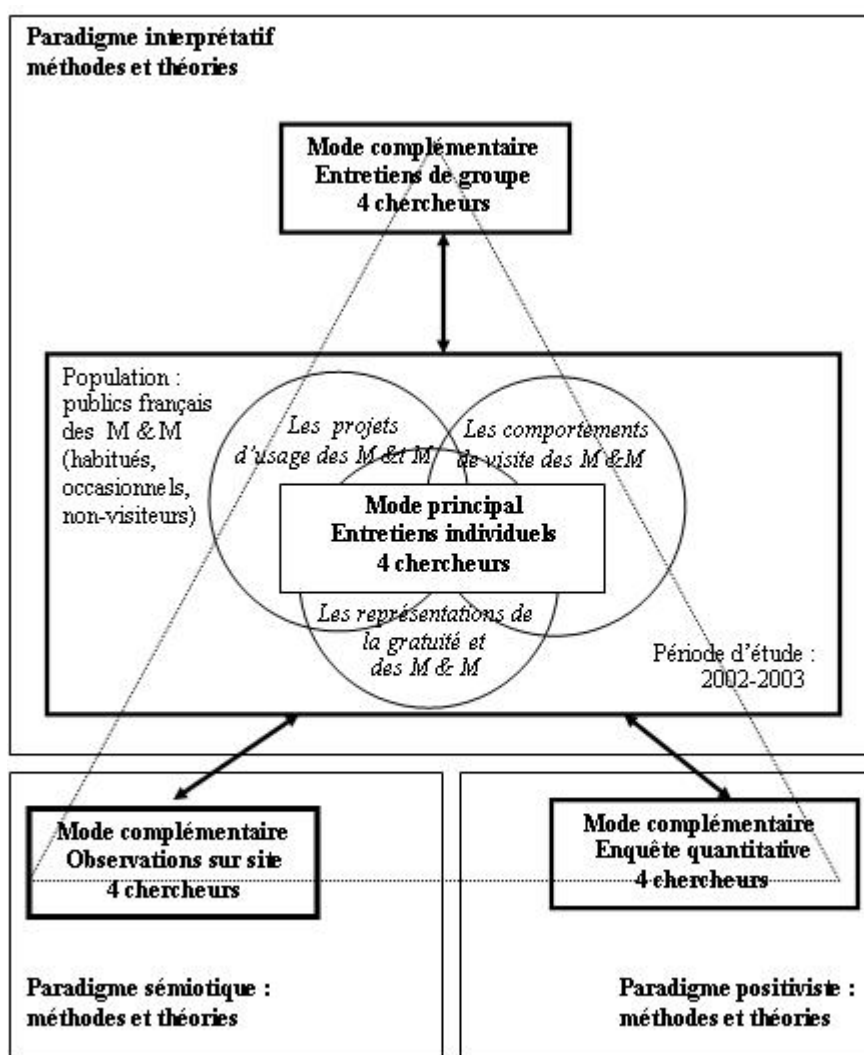 Paradigme interprétatif
méthodes et théories
Mode complémentaire
Entretiens de groupe
4 chercheurs
Population :
publics français
des M & M
(habitués,
occasionnels,
non-visiteurs)
Les projets
d'usage des M &t M
Les comportements
de visite des M &M
Mode principal
Entretiens individuels
4 chercheurs
Les représentations de
la gratuité et
des M & M
Période d'étude :
2002-2003
Mode complémentaire
Observations sur site
4 chercheurs
Mode complémentaire
Enquête quantitative
4 chercheurs
Paradigme sémiotique :
méthodes et théories
Paradigme positiviste :
méthodes et théories